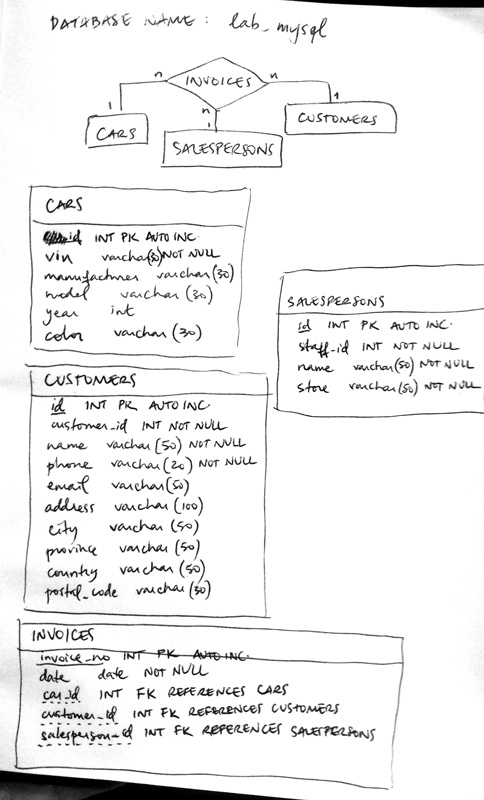 DATABASE NAME: lab_mysql
n INVOICES n
n
1 1 1
CARS SALESPERSONS CUSTOMERS
CARS
id INT PK AUTO INC.
vin varchar(30) NOT NULL
manufacturer varchar(30)
model varchar(30)
year int
color varchar(30)
SALESPERSONS
id INT PK AUTO INC.
staff_id INT NOT NULL
name varchar(50) NOT NULL
store varchar(50) NOT NULL
CUSTOMERS
id INT PK AUTO INC.
customer_id INT NOT NULL
name varchar(50) NOT NULL
phone varchar(20) NOT NULL
email varchar(50)
address varchar(100)
city varchar(50)
province varchar(50)
country varchar(50)
postal_code varchar(30)
INVOICES
invoice_no INT PK AUTO INC.
date date NOT NULL
car_id INT FK REFERENCES CARS
customer_id INT FK REFERENCES CUSTOMERS
salesperson_id INT FK REFERENCES SALESPERSONS